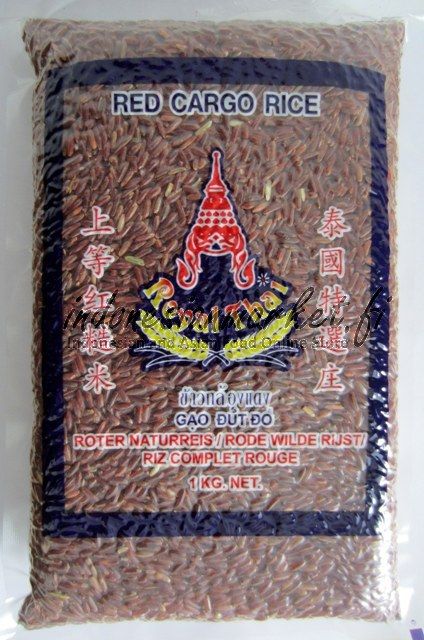 RED CARGO RICE
上等紅糙米
泰國特選庄
Royal Thai
indonesianmarket.fi
Indonesian and Asian Food Online Store
ข้าวกล้องแดง
GẠO ĐỨT ĐỎ
ROTER NATURREIS / RODE WILDE RIJST/
RIZ COMPLET ROUGE
1 KG. NET.